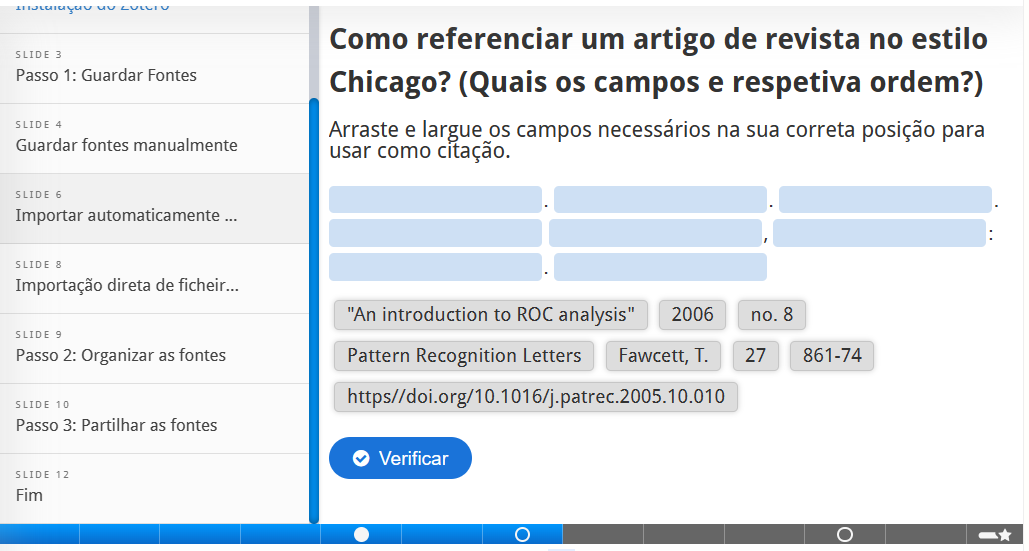 Instalação do Zotero
SLIDE 3
Passo 1: Guardar Fontes
SLIDE 4
Guardar fontes manualmente
SLIDE 6
Importar automaticamente ...
SLIDE 8
Importação direta de ficheir...
SLIDE 9
Passo 2: Organizar as fontes
SLIDE 10
Passo 3: Partilhar as fontes
SLIDE 12
Fim
Como referenciar um artigo de revista no estilo
Chicago? (Quais os campos e respetiva ordem?)
Arraste e largue os campos necessários na sua correta posição para
usar como citação.
. . .
, :
.
"An introduction to ROC analysis" 2006 no. 8
Pattern Recognition Letters Fawcett, T. 27 861-74
https//doi.org/10.1016/j.patrec.2005.10.010
Verificar